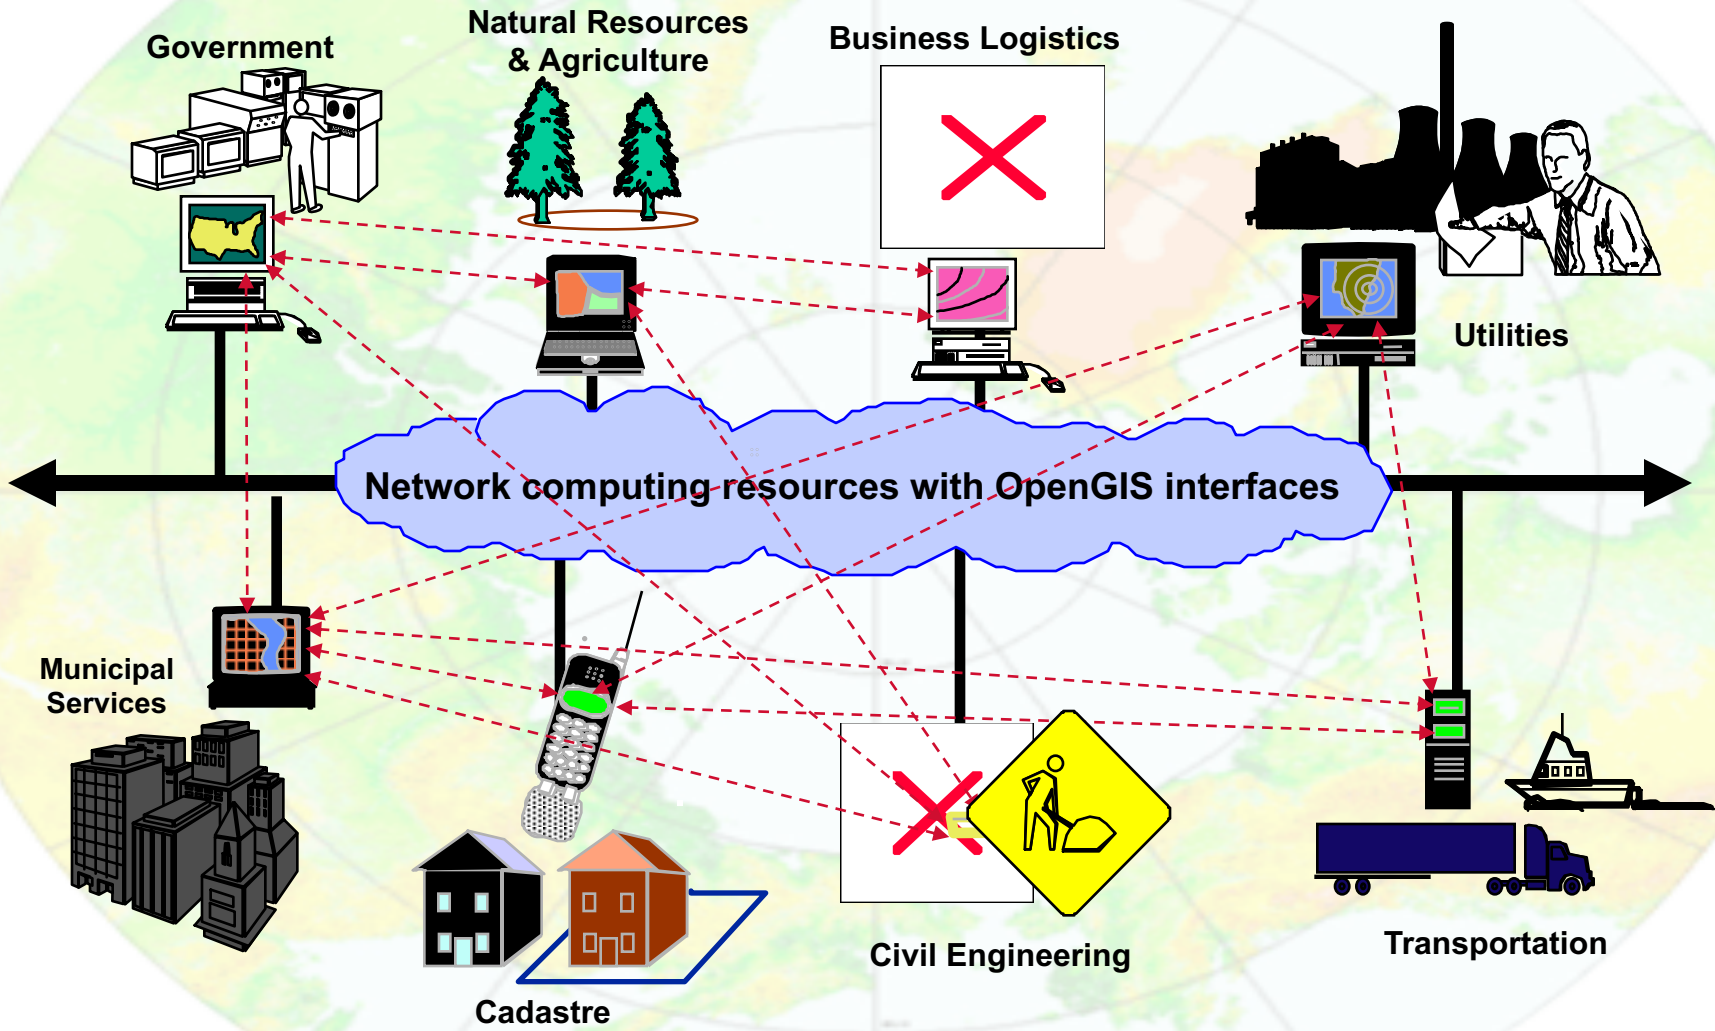 Natural Resources
& Agriculture
Government
Business Logistics
Utilities
Network computing resources with OpenGIS interfaces
Municipal
Services
Civil Engineering
Transportation
Cadastre